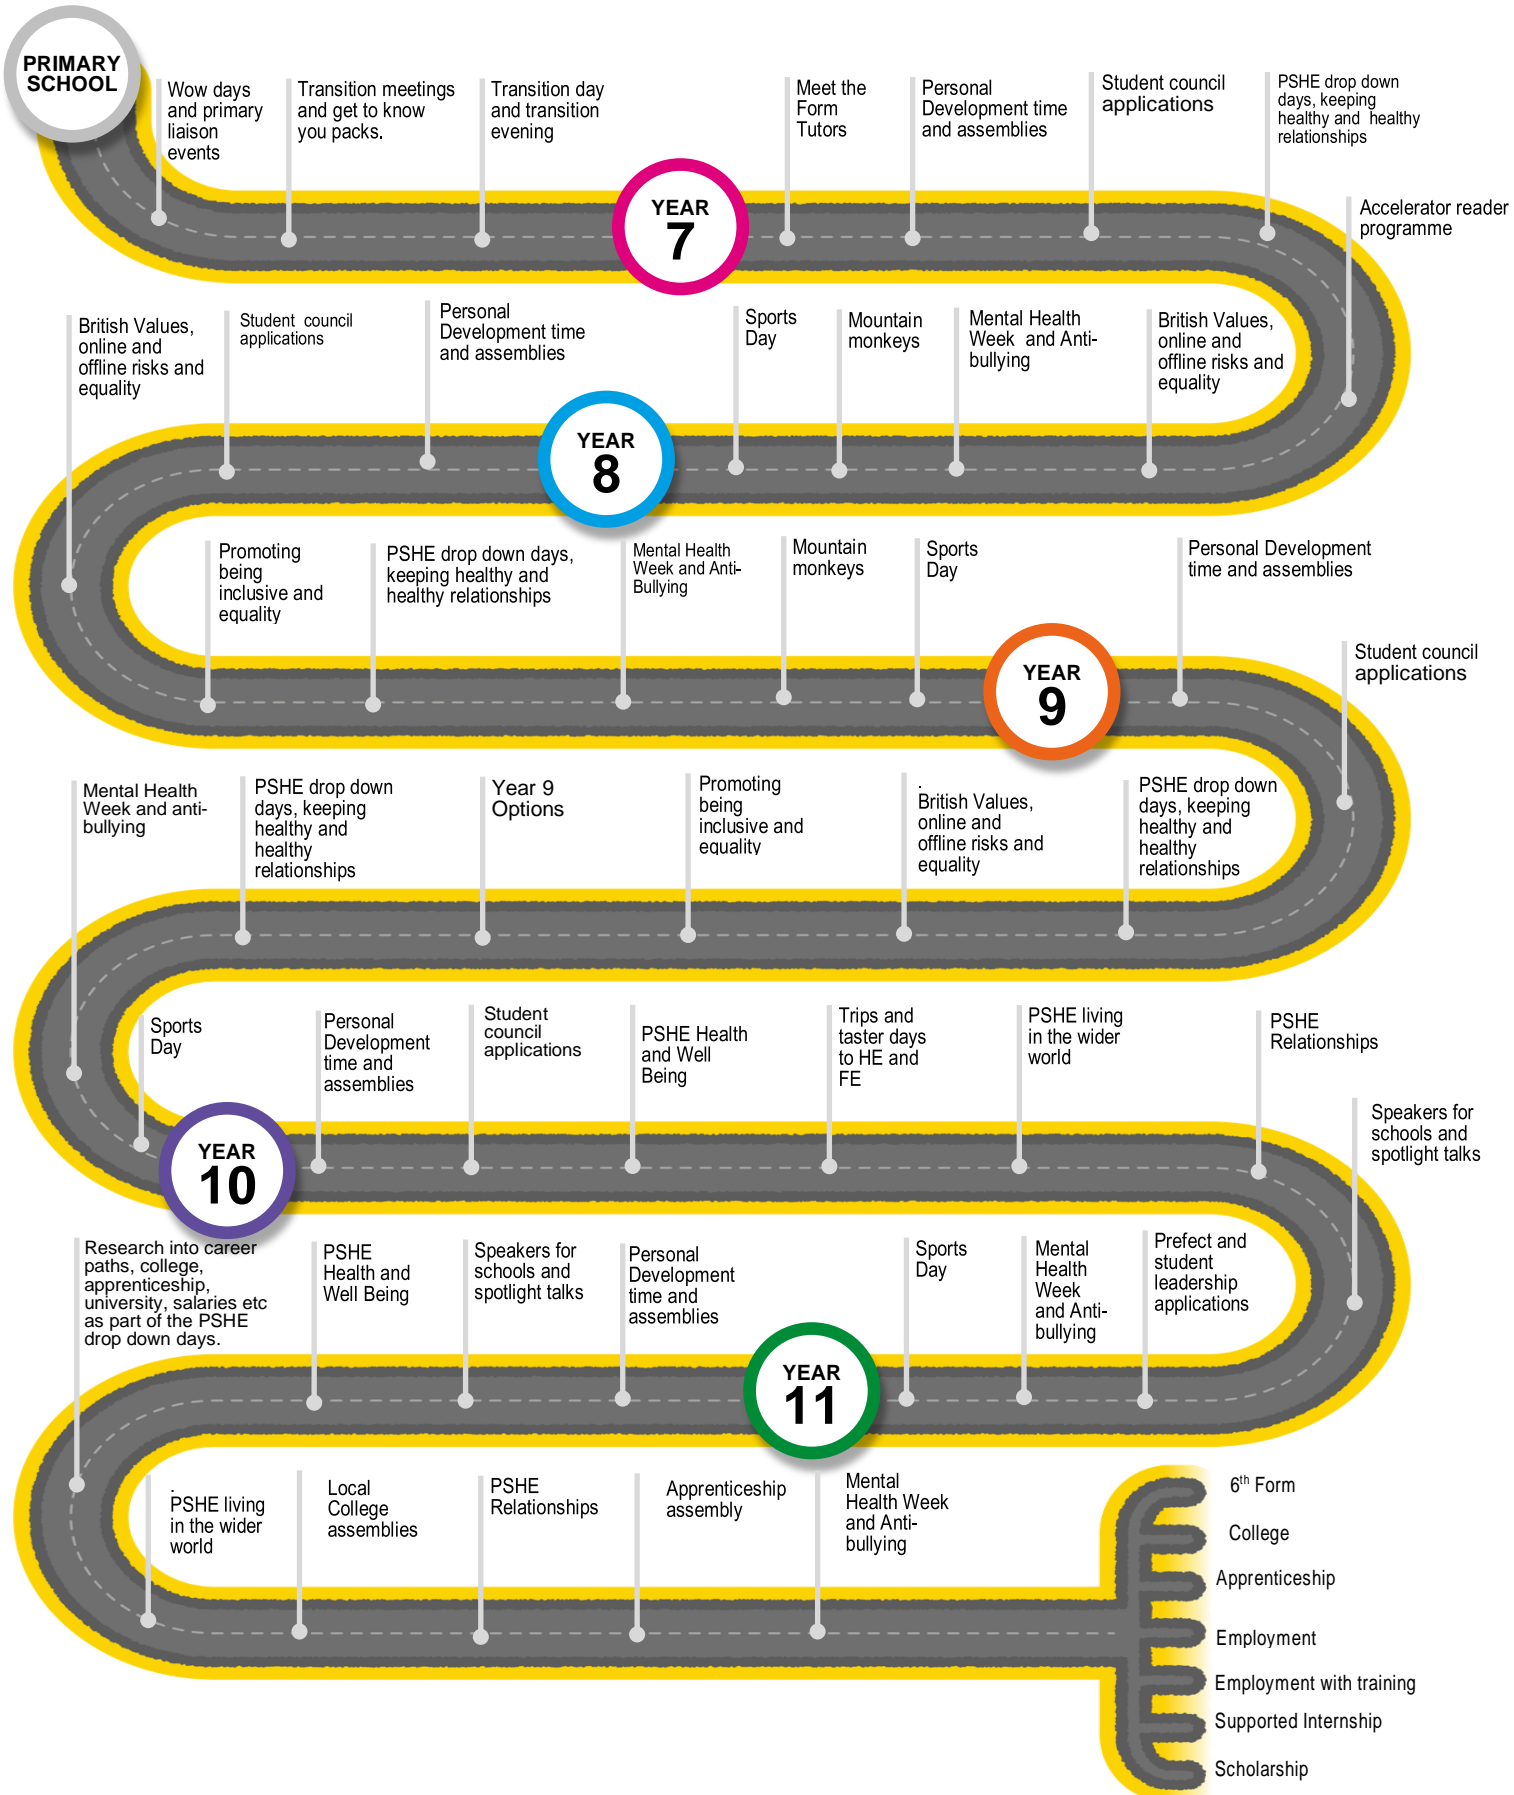 PRIMARY
SCHOOL
Wow days
and primary
liaison
events
Transition meetings
and get to know
you packs.
Transition day
and transition
evening
YEAR
7
Meet the
Form
Tutors
Personal
Development time
and assemblies
Student council
applications
PSHE drop down
days, keeping
healthy and healthy
relationships
Accelerator reader
programme
British Values,
online and
offline risks and
equality
Student council
applications
Personal
Development time
and assemblies
YEAR
8
Sports
Day
Mountain
monkeys
Mental Health
Week and Anti-
bullying
British Values,
online and
offline risks and
equality
Promoting
being
inclusive and
equality
PSHE drop down days,
keeping healthy and
healthy relationships
Mental Health
Week and Anti-
Bullying
Mountain
monkeys
Sports
Day
YEAR
9
Personal Development
time and assemblies
Student council
applications
Mental Health
Week and anti-
bullying
PSHE drop down
days, keeping
healthy and
healthy
relationships
Year 9
Options
Promoting
being
inclusive and
equality
.
British Values,
online and
offline risks and
equality
PSHE drop down
days, keeping
healthy and
healthy
relationships
Sports
Day
YEAR
10
Personal
Development
time and
assemblies
Student
council
applications
PSHE Health
and Well
Being
Trips and
taster days
to HE and
FE
PSHE living
in the wider
world
PSHE
Relationships
Speakers for
schools and
spotlight talks
Research into career
paths, college,
apprenticeship,
university, salaries etc
as part of the PSHE
drop down days.
PSHE
Health and
Well Being
Speakers for
schools and
spotlight talks
Personal
Development
time and
assemblies
YEAR
11
Sports
Day
Mental
Health
Week
and Anti-
bullying
Prefect and
student
leadership
applications
.
PSHE living
in the wider
world
Local
College
assemblies
PSHE
Relationships
Apprenticeship
assembly
Mental
Health Week
and Anti-
bullying
6th Form
College
Apprenticeship
Employment
Employment with training
Supported Internship
Scholarship